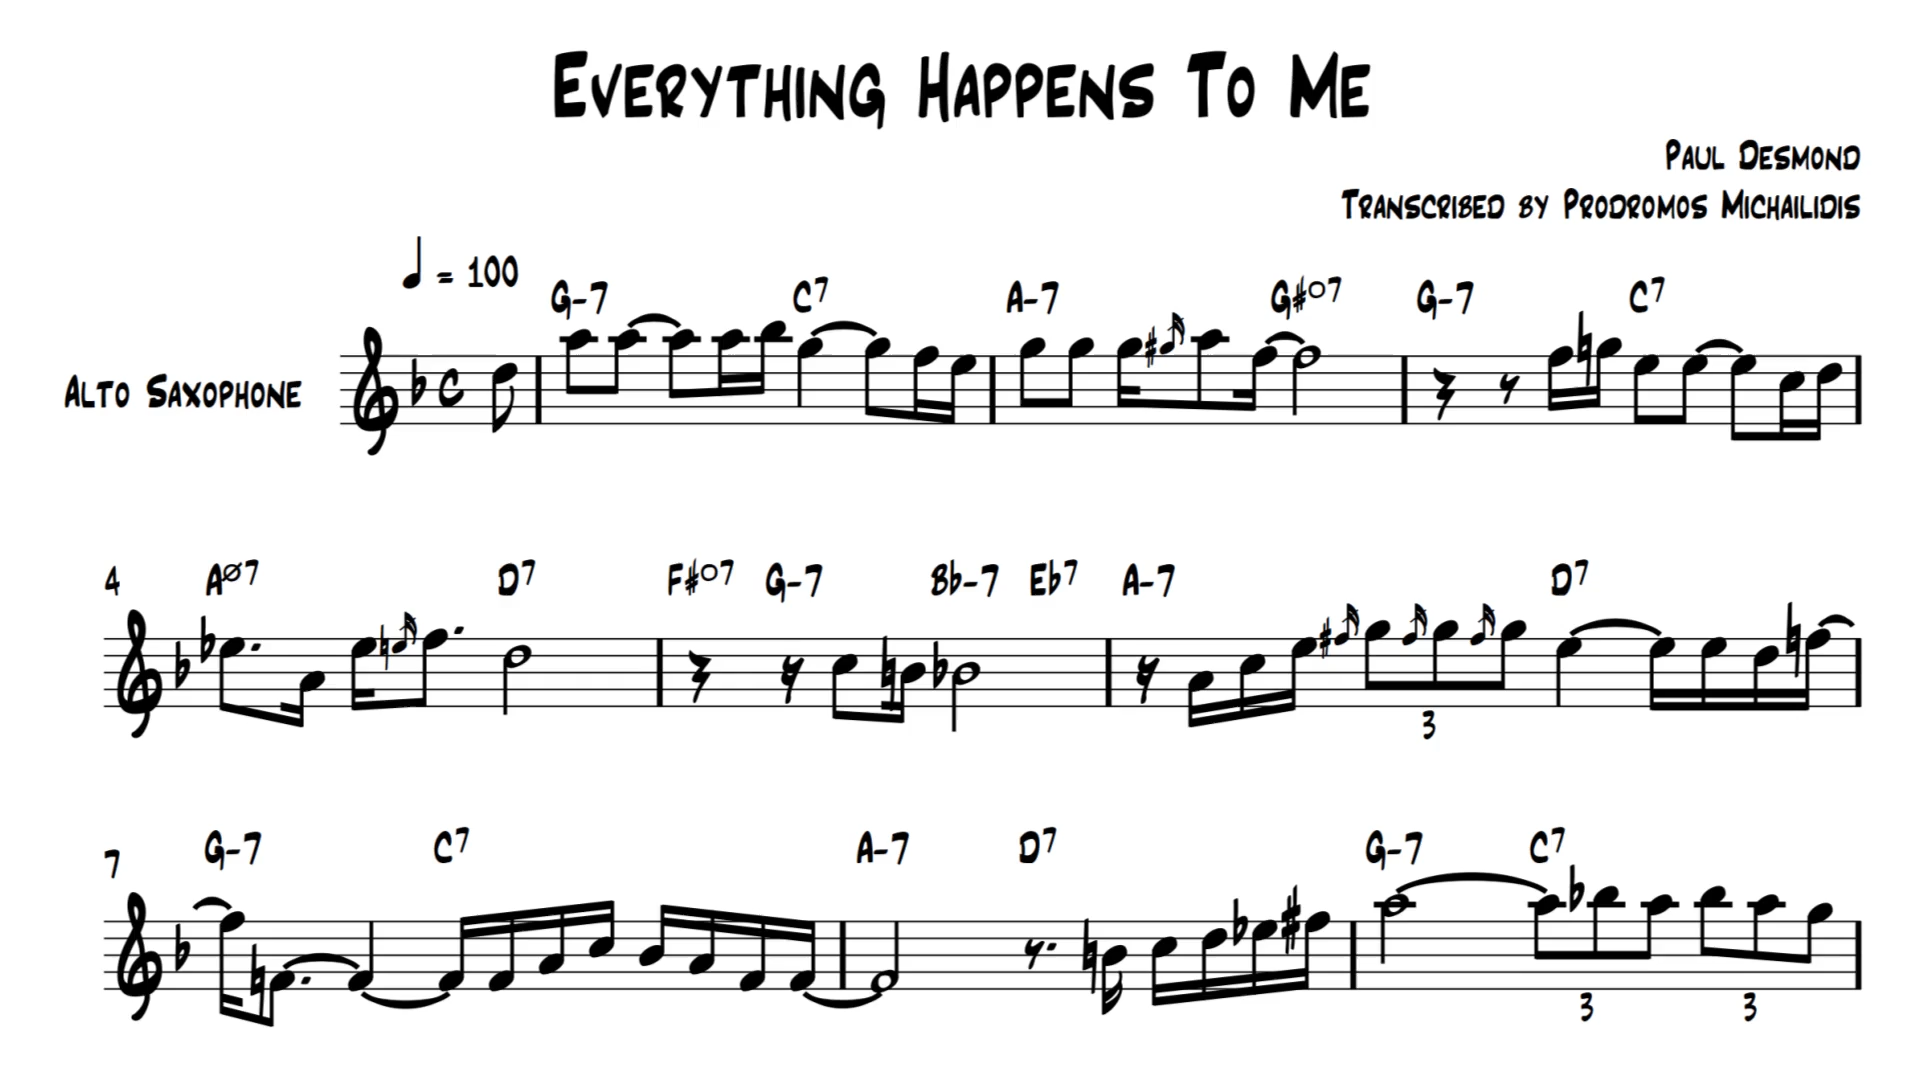 Everything Happens To Me
Paul Desmond
Transcribed by Prodromos Michailidis
♩ = 100
G-7 C7 A-7 G#o7 G-7 C7
Alto Saxophone
4 Aø7 D7 F#o7 G-7 Bb-7 Eb7 A-7 D7
3
7 G-7 C7 A-7 D7 G-7 C7
3 3